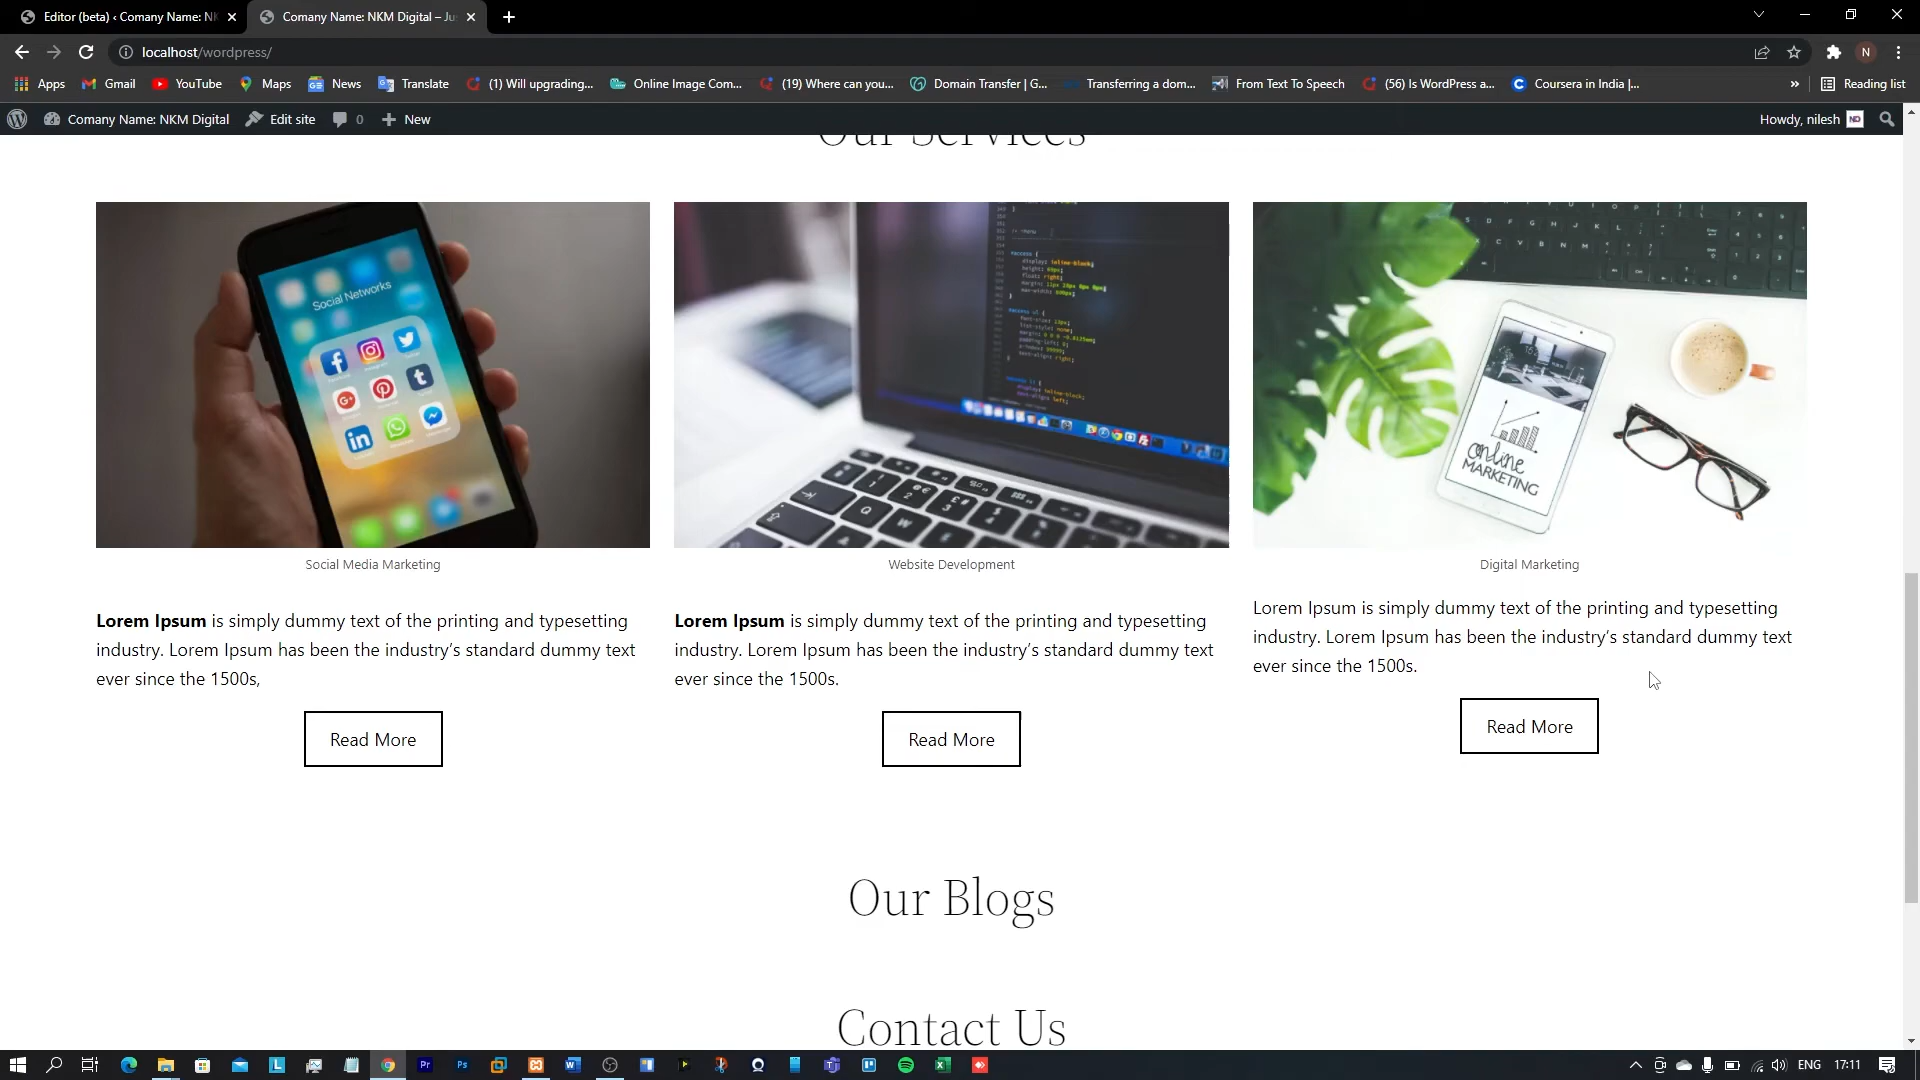 Editor (beta) ‹ Comany Name: NK
Comany Name: NKM Digital – Ju
localhost/wordpress/
N
Apps
Gmail
YouTube
Maps
News
Translate
(1) Will upgrading...
Online Image Com...
(19) Where can you...
Domain Transfer | G...
Transferring a dom...
From Text To Speech
(56) Is WordPress a...
Coursera in India |...
»
Reading list
Comany Name: NKM Digital
Edit site
0
New
Howdy, nilesh
Our Services
Social Networks
online
MARKETING
Social Media Marketing
Website Development
Digital Marketing
Lorem Ipsum is simply dummy text of the printing and typesetting
industry. Lorem Ipsum has been the industry’s standard dummy text
ever since the 1500s,
Lorem Ipsum is simply dummy text of the printing and typesetting
industry. Lorem Ipsum has been the industry’s standard dummy text
ever since the 1500s.
Lorem Ipsum is simply dummy text of the printing and typesetting
industry. Lorem Ipsum has been the industry’s standard dummy text
ever since the 1500s.
Read More
Read More
Read More
Our Blogs
Contact Us
ENG
17:11